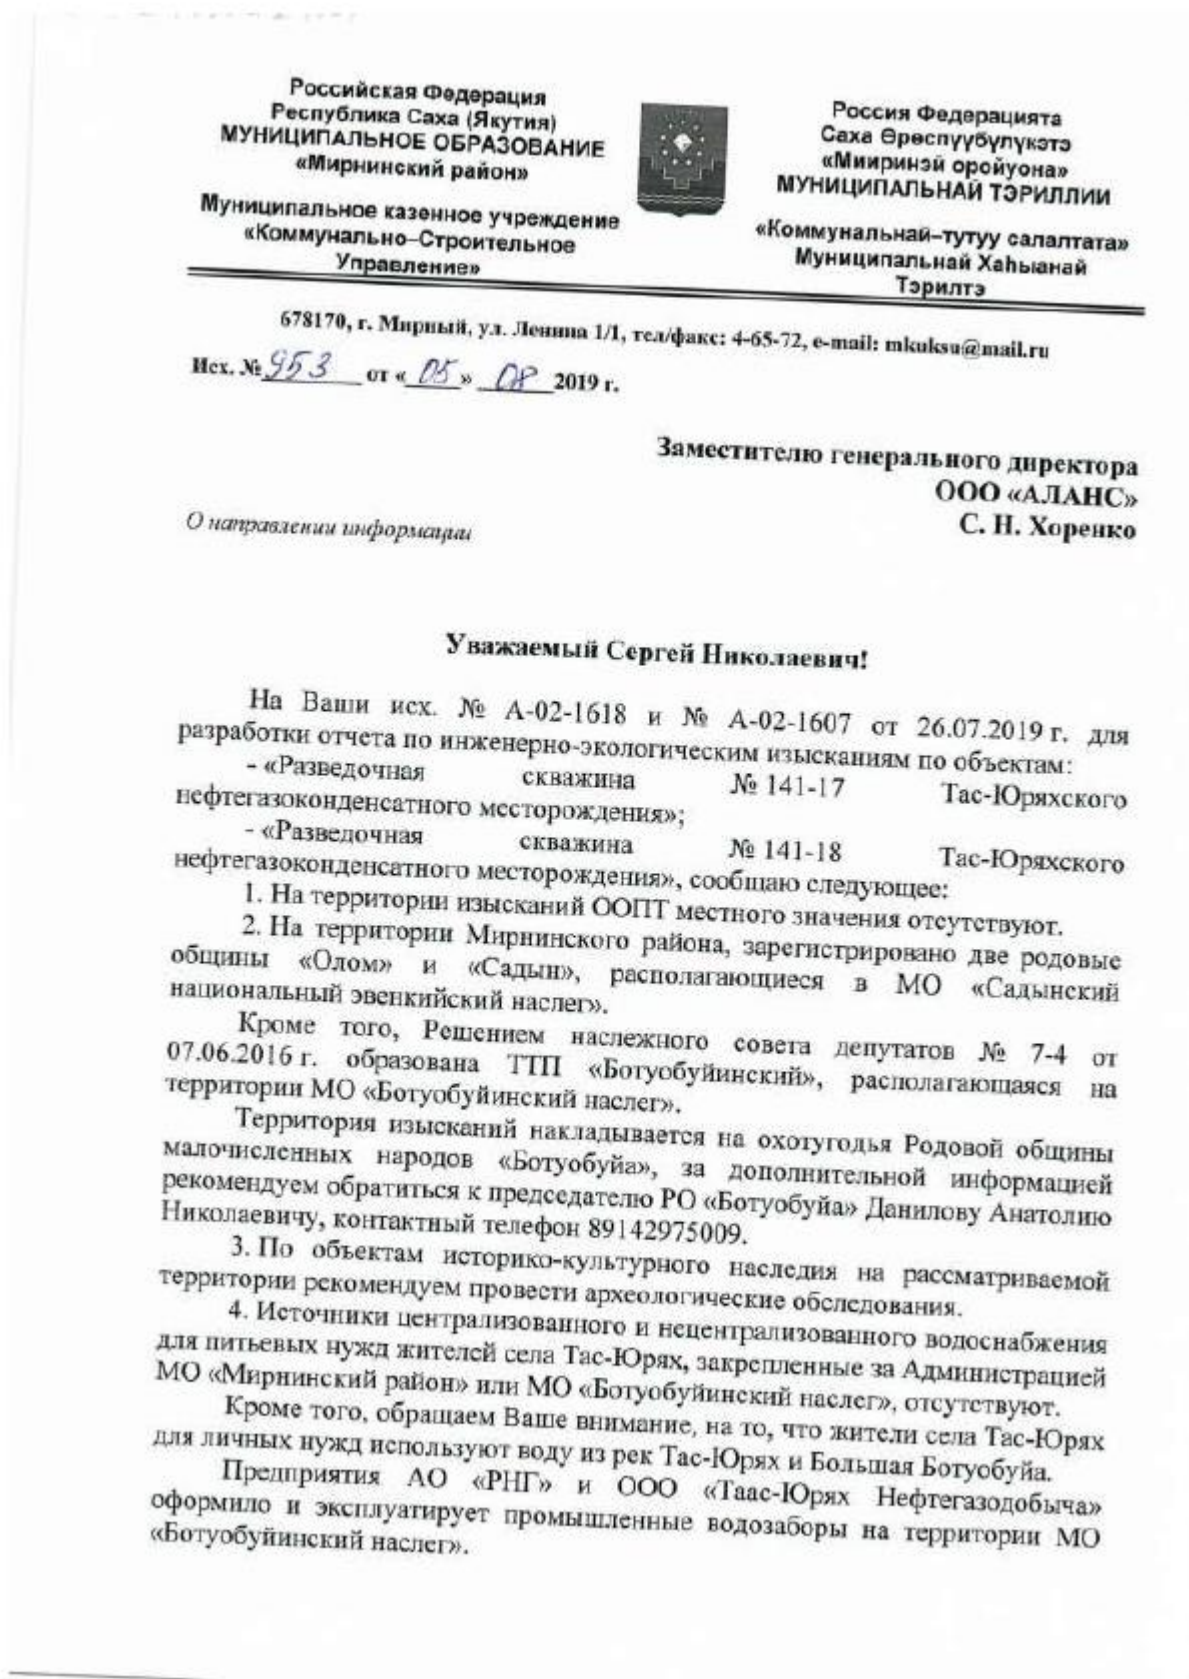 Российская Федерация
Республика Саха (Якутия)
МУНИЦИПАЛЬНОЕ ОБРАЗОВАНИЕ
«Мирнинский район»
Муниципальное казенное учреждение
«Коммунально–Строительное
Управление»
Россия Федерацията
Саха Өрөспүүбүлүкэтэ
«Мииринэй оройуона»
МУНИЦИПАЛЬНАЙ ТЭРИЛЛИИ
«Коммунальнай–тутуу салалтата»
Муниципальнай Хаһыанай
Тэрилтэ
678170, г. Мирный, ул. Ленина 1/1, тел/факс: 4-65-72, e-mail: mkuksu@mail.ru
Исх. № 953 от «05» 08 2019 г.
Заместителю генерального директора
ООО «АЛАНС»
С. Н. Хоренко
О направлении информации
Уважаемый Сергей Николаевич!
На Ваши исх. № А-02-1618 и № А-02-1607 от 26.07.2019 г. для
разработки отчета по инженерно-экологическим изысканиям по объектам:
- «Разведочная скважина № 141-17 Тас-Юряхского
нефтегазоконденсатного месторождения»;
- «Разведочная скважина № 141-18 Тас-Юряхского
нефтегазоконденсатного месторождения», сообщаю следующее:
1. На территории изысканий ООПТ местного значения отсутствуют.
2. На территории Мирнинского района, зарегистрировано две родовые
общины «Олом» и «Садын», располагающиеся в МО «Садынский
национальный эвенкийский наслег».
Кроме того, Решением наслежного совета депутатов № 7-4 от
07.06.2016 г. образована ТТП «Ботуобуйинский», располагающаяся на
территории МО «Ботуобуйинский наслег».
Территория изысканий накладывается на охотугодья Родовой общины
малочисленных народов «Ботуобуйа», за дополнительной информацией
рекомендуем обратиться к председателю РО «Ботуобуйа» Данилову Анатолию
Николаевичу, контактный телефон 89142975009.
3. По объектам историко-культурного наследия на рассматриваемой
территории рекомендуем провести археологические обследования.
4. Источники централизованного и нецентрализованного водоснабжения
для питьевых нужд жителей села Тас-Юрях, закрепленные за Администрацией
МО «Мирнинский район» или МО «Ботуобуйинский наслег», отсутствуют.
Кроме того, обращаем Ваше внимание, на то, что жители села Тас-Юрях
для личных нужд используют воду из рек Тас-Юрях и Большая Ботуобуйа.
Предприятия АО «РНГ» и ООО «Таас-Юрях Нефтегазодобыча»
оформило и эксплуатирует промышленные водозаборы на территории МО
«Ботуобуйинский наслег».